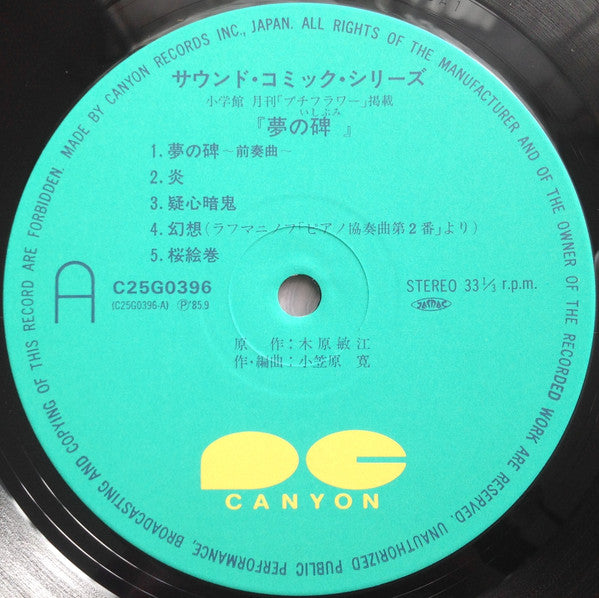 MADE BY CANYON RECORDS INC., JAPAN. ALL RIGHTS OF THE MANUFACTURER AND OF THE OWNER OF THE RECORDED WORK ARE RESERVED. UNAUTHORIZED PUBLIC PERFORMANCE, BROADCASTING AND COPYING OF THIS RECORD ARE FORBIDDEN.
サウンド・コミック・シリーズ
小学館 月刊「プチフラワー」掲載
いしぶみ
『夢の碑 』
1. 夢の碑～前奏曲～
2. 炎
3. 疑心暗鬼
4. 幻想(ラフマニノフ「ピアノ協奏曲第2番」より)
5. 桜絵巻
A
C25G0396
(C25G0396-A) Ⓟ'85.9
STEREO 33 1/3 r.p.m.
JASRAC
原 作：木原敏江
作・編曲：小笠原 寛
CANYON